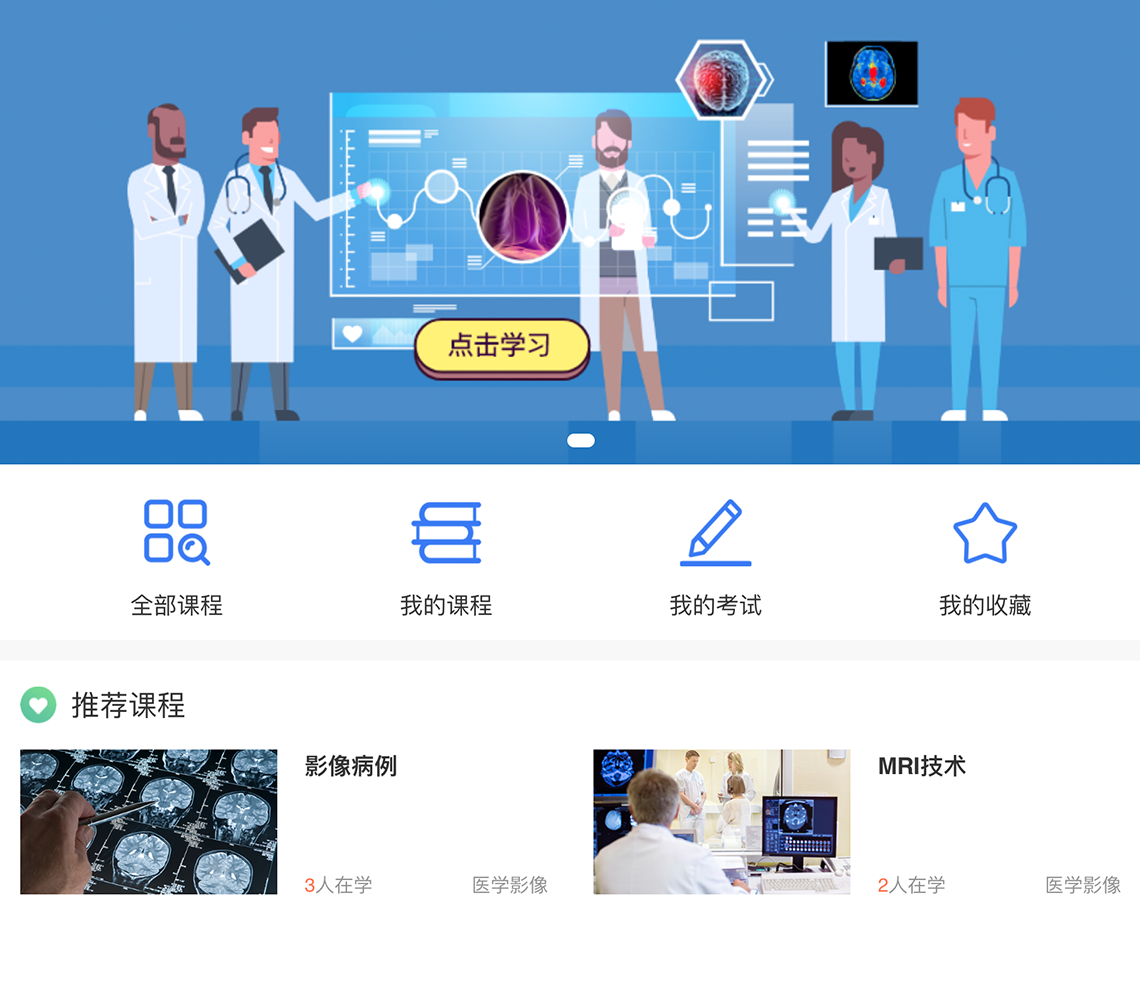 点击学习
全部课程
我的课程
我的考试
我的收藏
推荐课程
影像病例
3人在学
医学影像
MRI技术
2人在学
医学影像